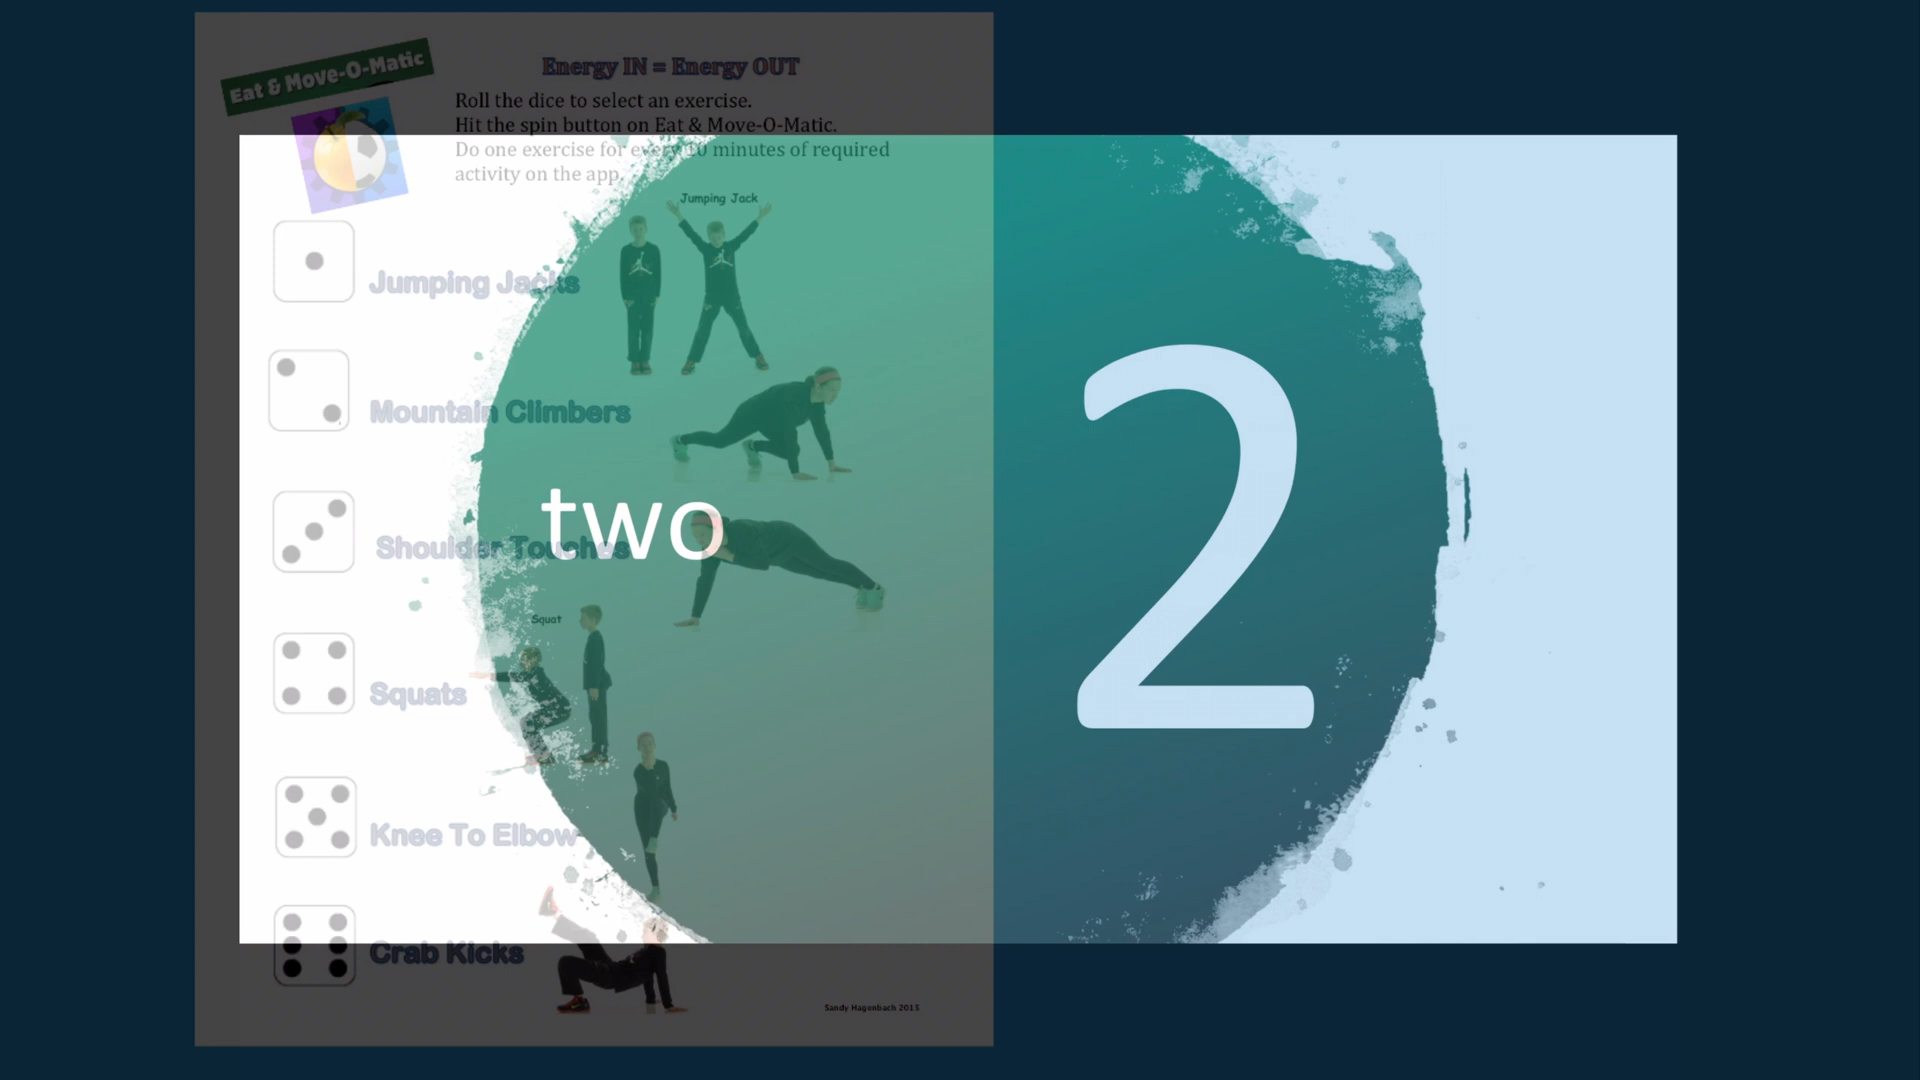 Eat & Move-O-Matic
Energy IN = Energy OUT
Roll the dice to select an exercise.
Hit the spin button on Eat & Move-O-Matic.
Do one exercise for every 10 minutes of required
activity on the app.
Jumping Jack
Jumping Jacks
Mountain Climbers
two
2
Shoulder Touches
Squat
Squats
Knee To Elbow
Crab Kicks
Sandy Hagenbach 2015